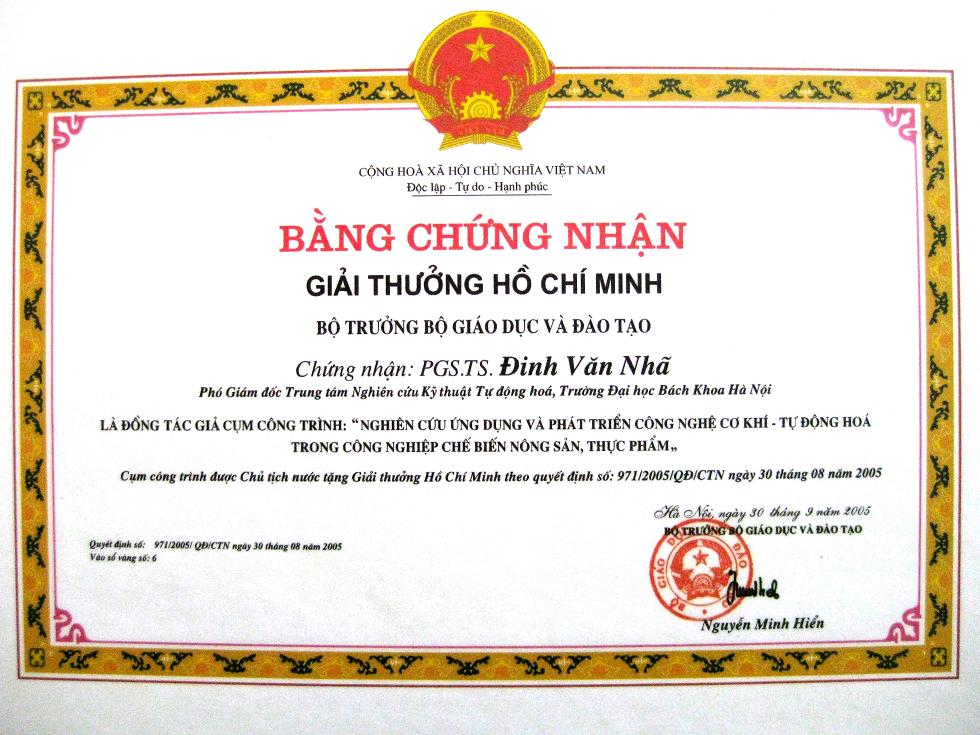 VIỆT NAM
CỘNG HOÀ XÃ HỘI CHỦ NGHĨA VIỆT NAM
Độc lập - Tự do - Hạnh phúc
BẰNG CHỨNG NHẬN
GIẢI THƯỞNG HỒ CHÍ MINH
BỘ TRƯỞNG BỘ GIÁO DỤC VÀ ĐÀO TẠO
Chứng nhận: PGS.TS. Đinh Văn Nhã
Phó Giám đốc Trung tâm Nghiên cứu Kỹ thuật Tự động hoá, Trường Đại học Bách Khoa Hà Nội
LÀ ĐỒNG TÁC GIẢ CỤM CÔNG TRÌNH: “NGHIÊN CỨU ỨNG DỤNG VÀ PHÁT TRIỂN CÔNG NGHỆ CƠ KHÍ - TỰ ĐỘNG HOÁ
TRONG CÔNG NGHIỆP CHẾ BIẾN NÔNG SẢN, THỰC PHẨM„
Cụm công trình được Chủ tịch nước tặng Giải thưởng Hồ Chí Minh theo quyết định số: 971/2005/QĐ/CTN ngày 30 tháng 08 năm 2005
Hà Nội, ngày 30 tháng 9 năm 2005
BỘ TRƯỞNG BỘ GIÁO DỤC VÀ ĐÀO TẠO
Quyết định số: 971/2005/ QĐ/CTN ngày 30 tháng 08 năm 2005
Vào sổ vàng số: 6
BỘ GIÁO DỤC ĐÀO
Nguyễn Minh Hiển